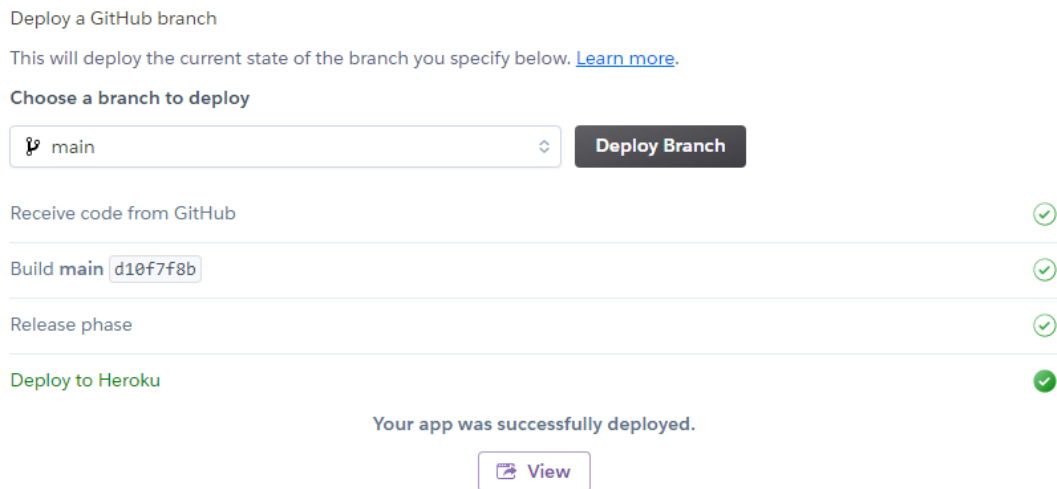 Deploy a GitHub branch
This will deploy the current state of the branch you specify below. Learn more.
Choose a branch to deploy
main
Deploy Branch
Receive code from GitHub
Build main d10f7f8b
Release phase
Deploy to Heroku
Your app was successfully deployed.
View